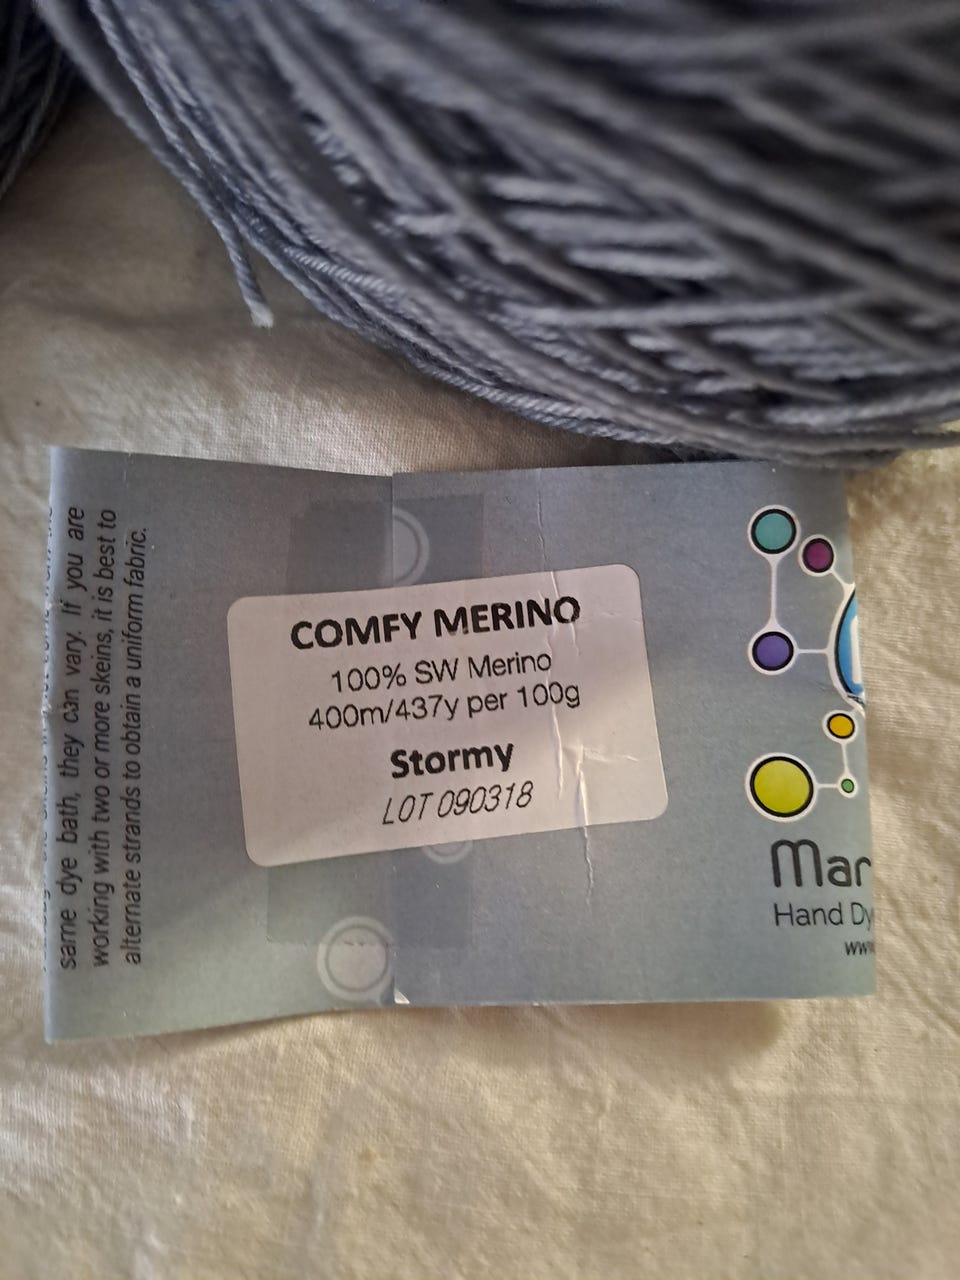 same dye bath, they can vary. If you are
working with two or more skeins, it is best to
alternate strands to obtain a uniform fabric.
COMFY MERINO
100% SW Merino
400m/437y per 100g
Stormy
LOT 090318
Mar
Hand Dy
www